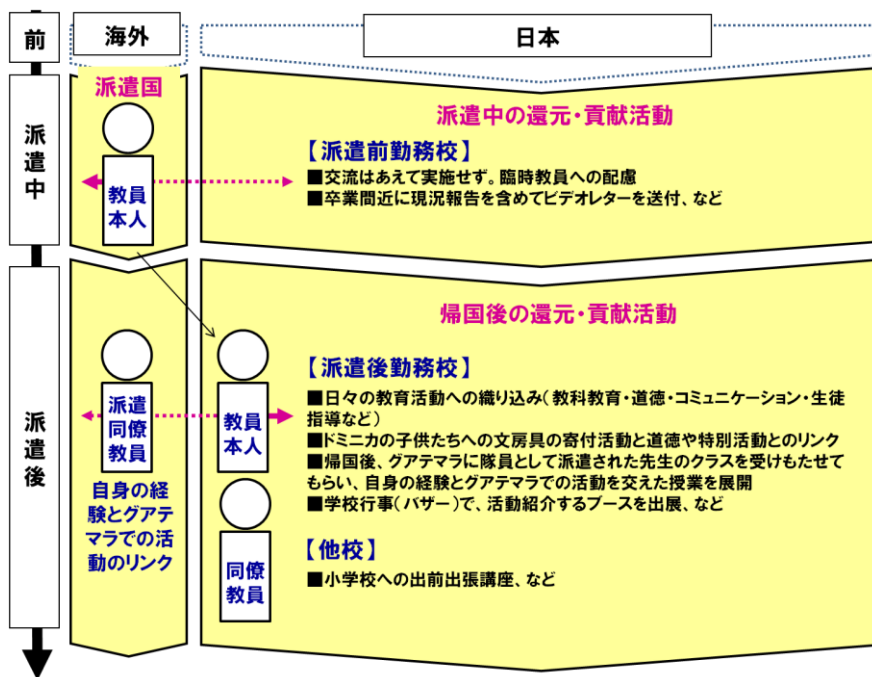 前
海外
日本
派遣国
派遣中
教員
本人
派遣中の還元・貢献活動
【派遣前勤務校】
■交流はあえて実施せず。臨時教員への配慮
■卒業間近に現況報告を含めてビデオレターを送付、など
派遣後
派遣
同僚
教員
自身の経
験とグアテ
マラでの活
動のリンク
教員
本人
同僚
教員
帰国後の還元・貢献活動
【派遣後勤務校】
■日々の教育活動への織り込み(教科教育・道徳・コミュニケーション・生徒
指導など)
■ドミニカの子供たちへの文房具の寄付活動と道徳や特別活動とのリンク
■帰国後、グアテマラに隊員として派遣された先生のクラスを受けもたせて
もらい、自身の経験とグアテマラでの活動を交えた授業を展開
■学校行事(バザー)で、活動紹介するブースを出展、など
【他校】
■小学校への出前出張講座、など